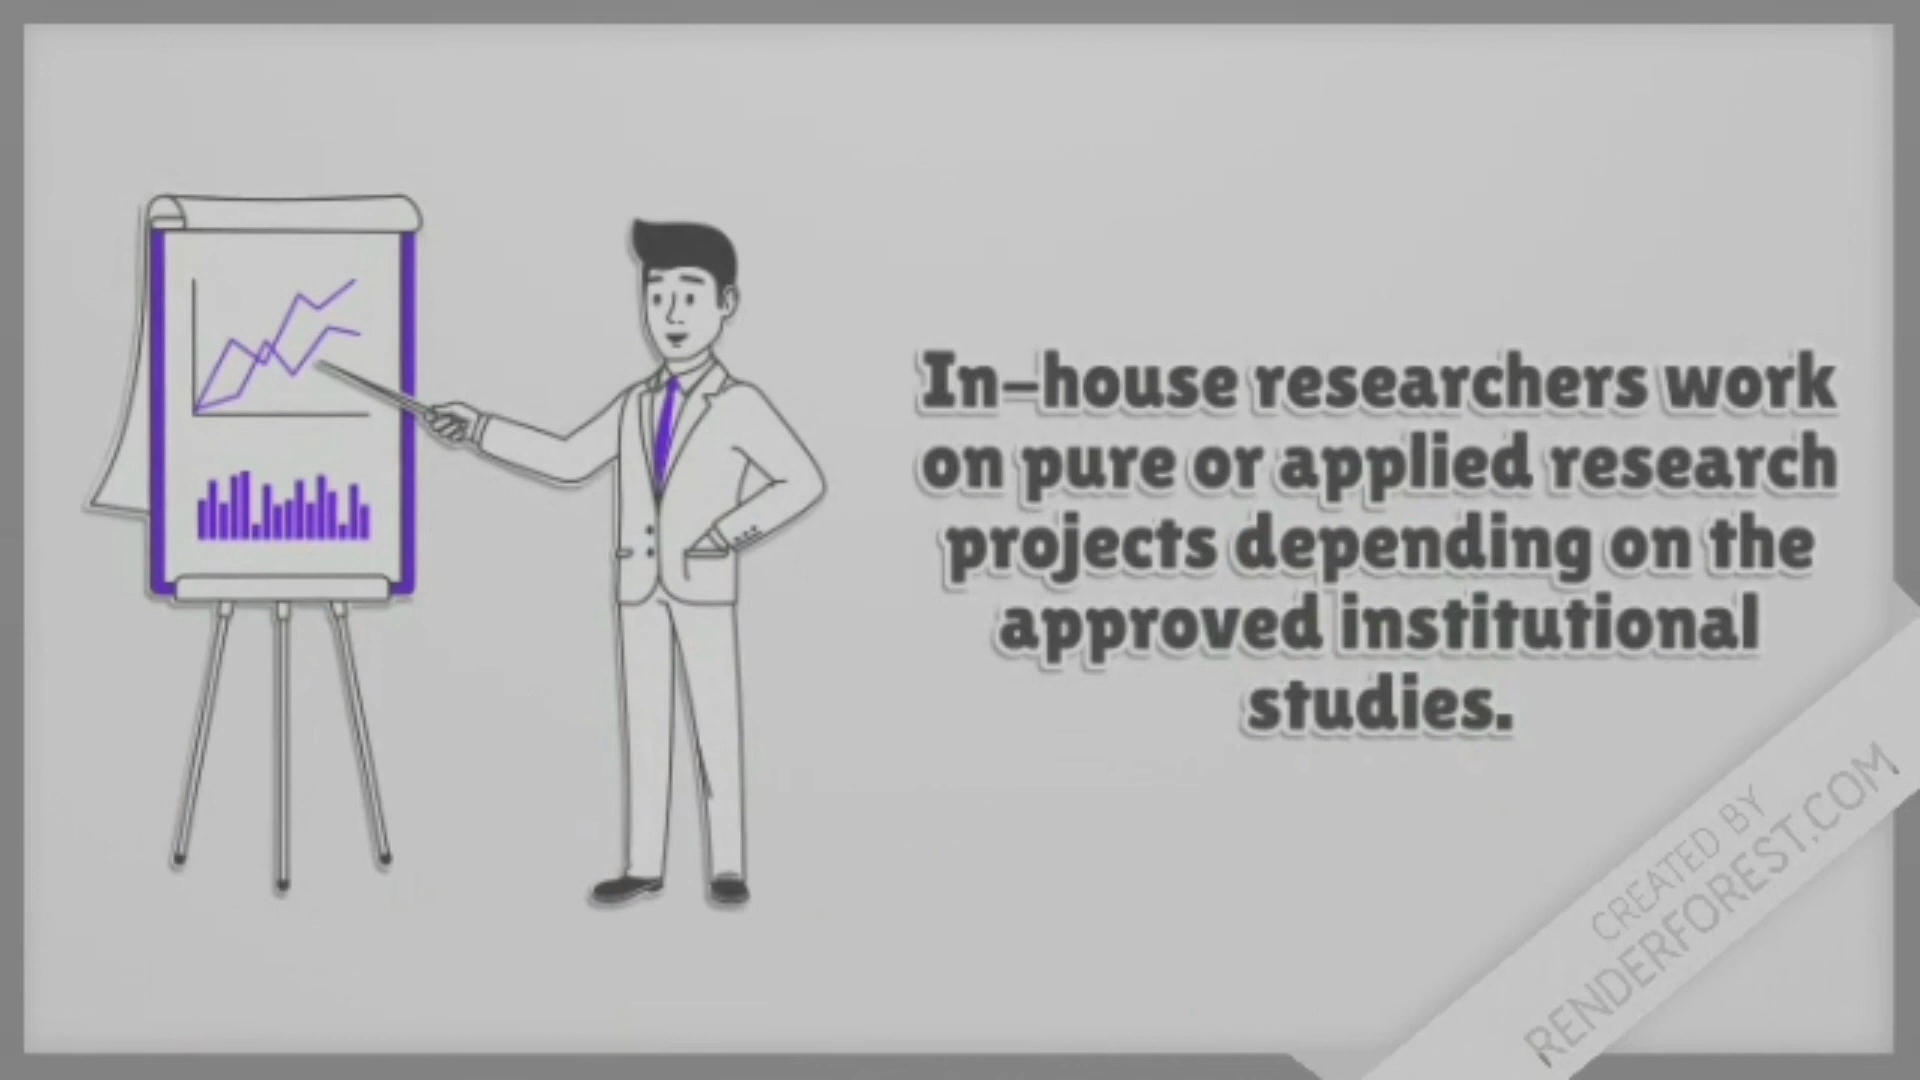 In-house researchers work
on pure or applied research
projects depending on the
approved institutional
studies.
CREATED BY
RENDERFOREST.COM